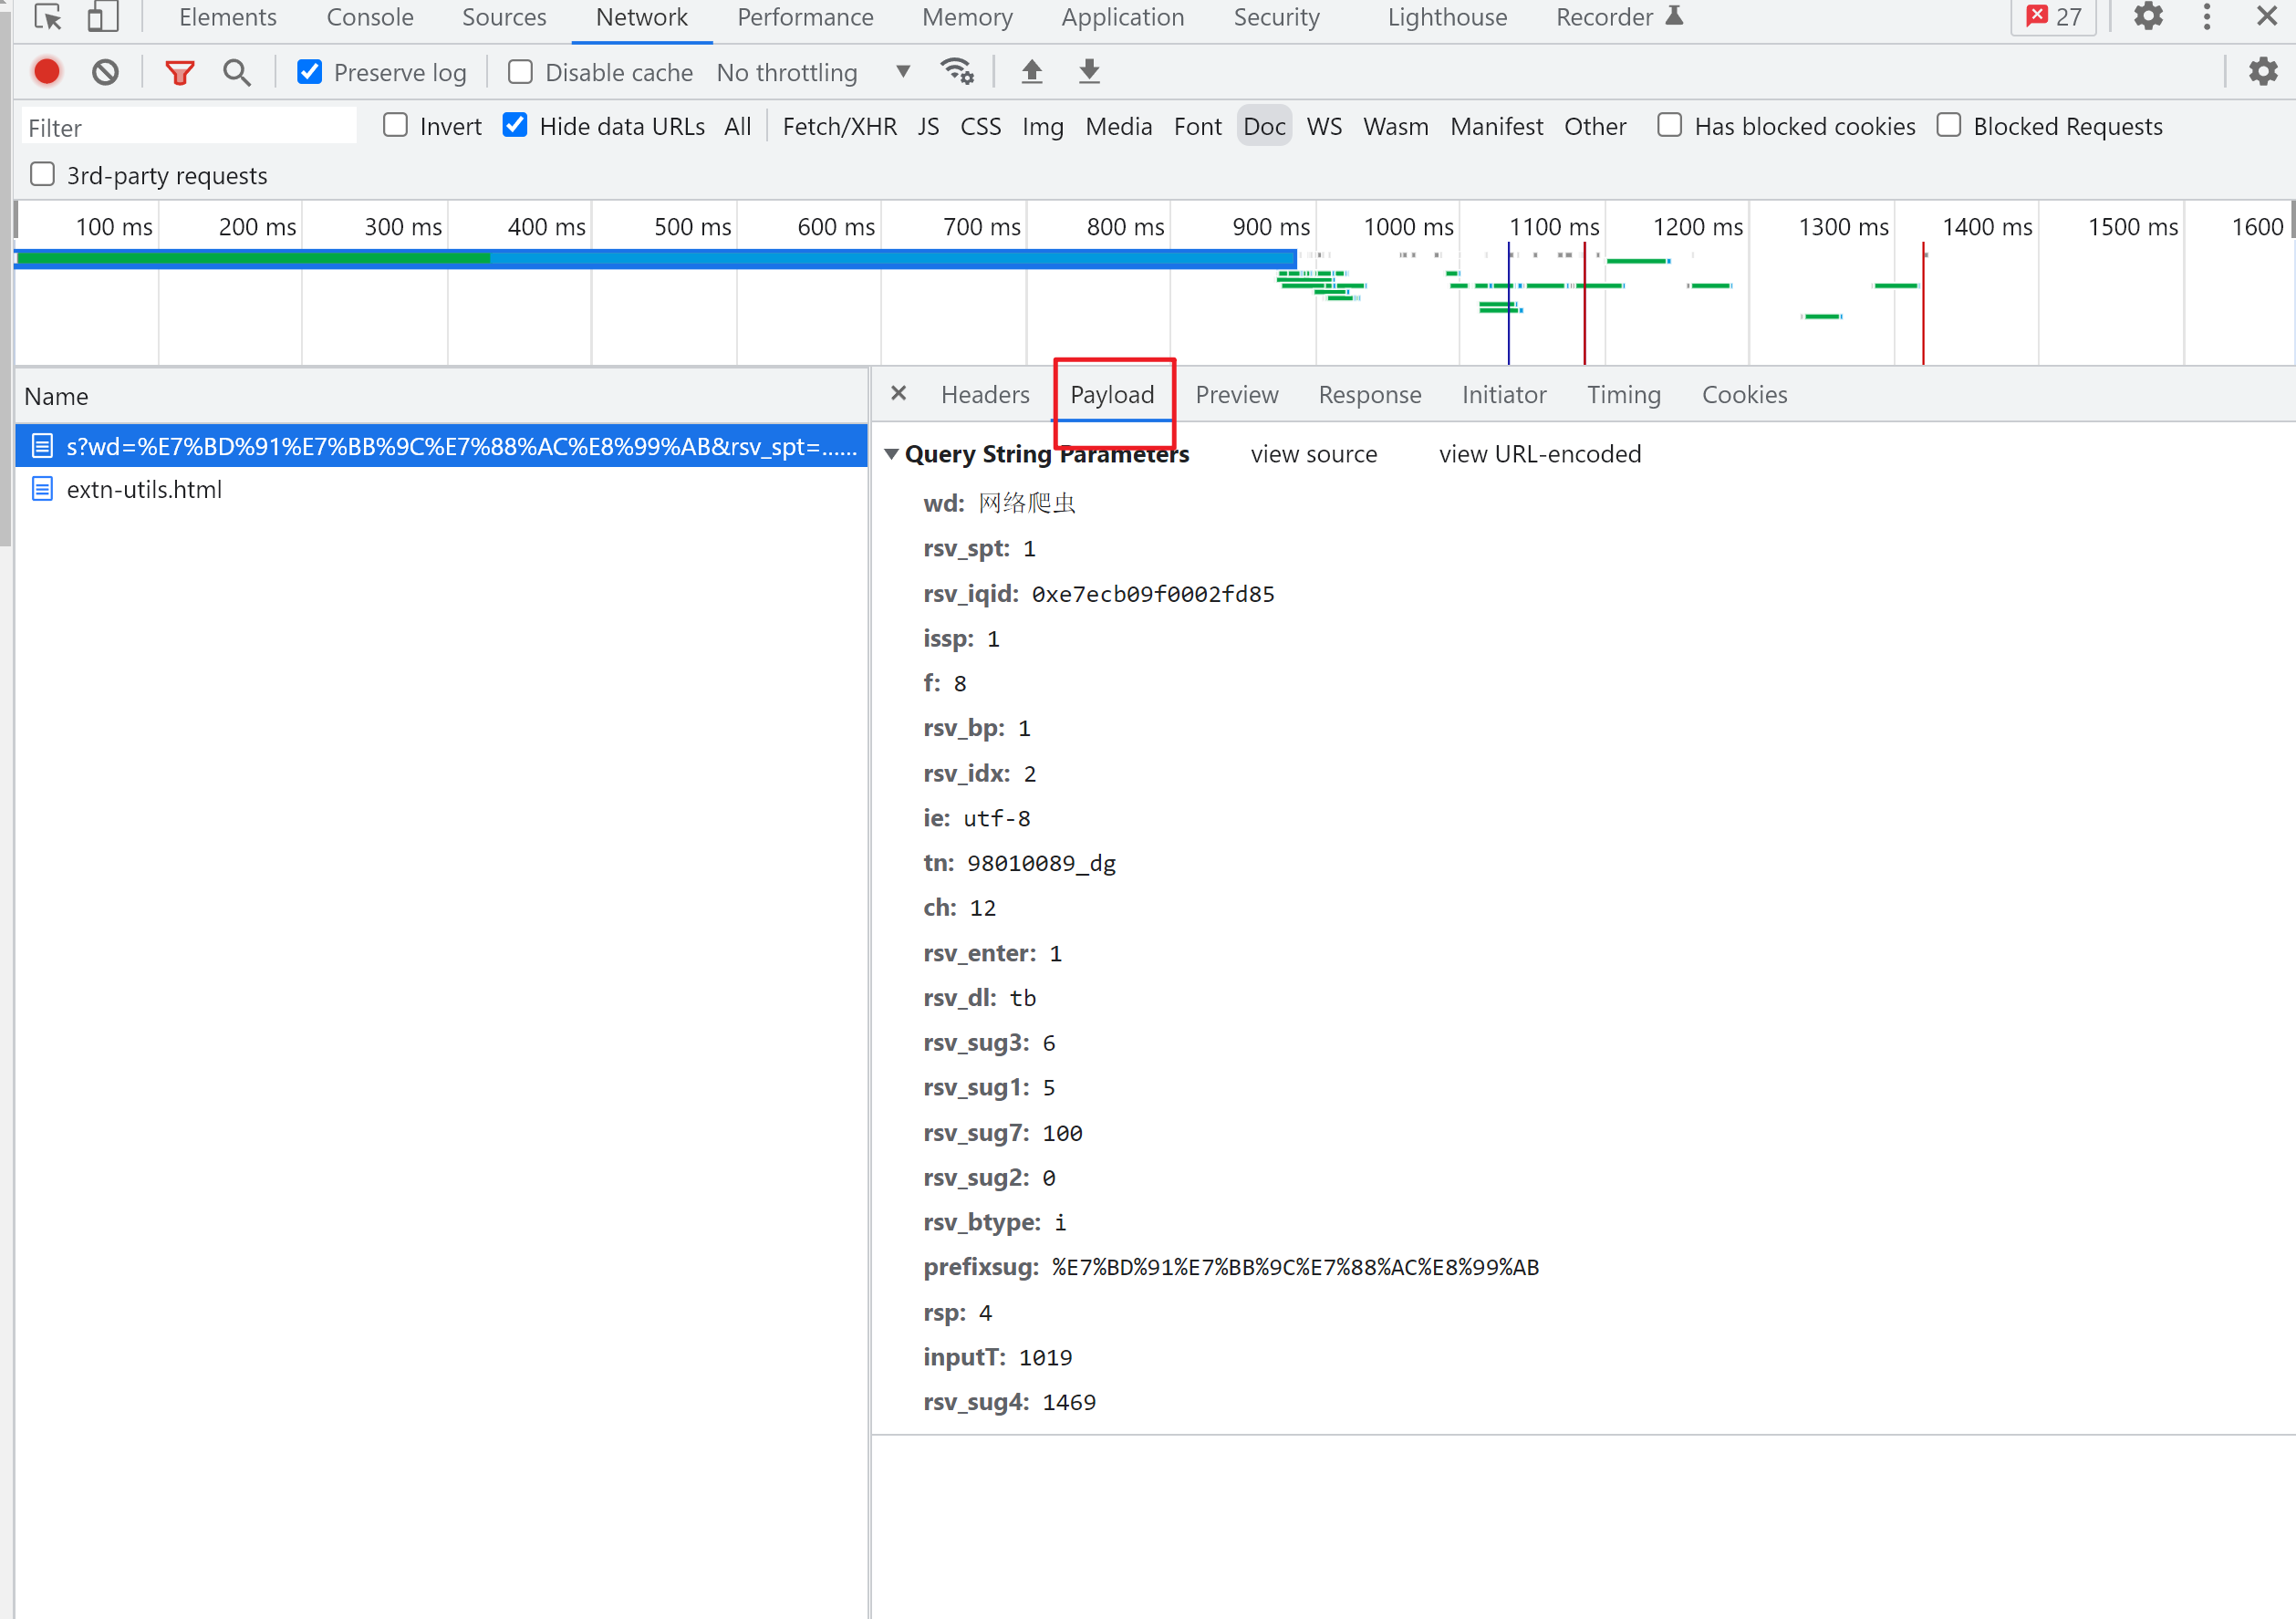 Elements Console Sources Network Performance Memory Application Security Lighthouse Recorder 27
Preserve log Disable cache No throttling
Filter Invert Hide data URLs All Fetch/XHR JS CSS Img Media Font Doc WS Wasm Manifest Other Has blocked cookies Blocked Requests
3rd-party requests
100 ms 200 ms 300 ms 400 ms 500 ms 600 ms 700 ms 800 ms 900 ms 1000 ms 1100 ms 1200 ms 1300 ms 1400 ms 1500 ms 1600
Name
s?wd=%E7%BD%91%E7%BB%9C%E7%88%AC%E8%99%AB&rsv_spt=......
extn-utils.html
Headers Payload Preview Response Initiator Timing Cookies
Query String Parameters view source view URL-encoded
wd: 网络爬虫
rsv_spt: 1
rsv_iqid: 0xe7ecb09f0002fd85
issp: 1
f: 8
rsv_bp: 1
rsv_idx: 2
ie: utf-8
tn: 98010089_dg
ch: 12
rsv_enter: 1
rsv_dl: tb
rsv_sug3: 6
rsv_sug1: 5
rsv_sug7: 100
rsv_sug2: 0
rsv_btype: i
prefixsug: %E7%BD%91%E7%BB%9C%E7%88%AC%E8%99%AB
rsp: 4
inputT: 1019
rsv_sug4: 1469